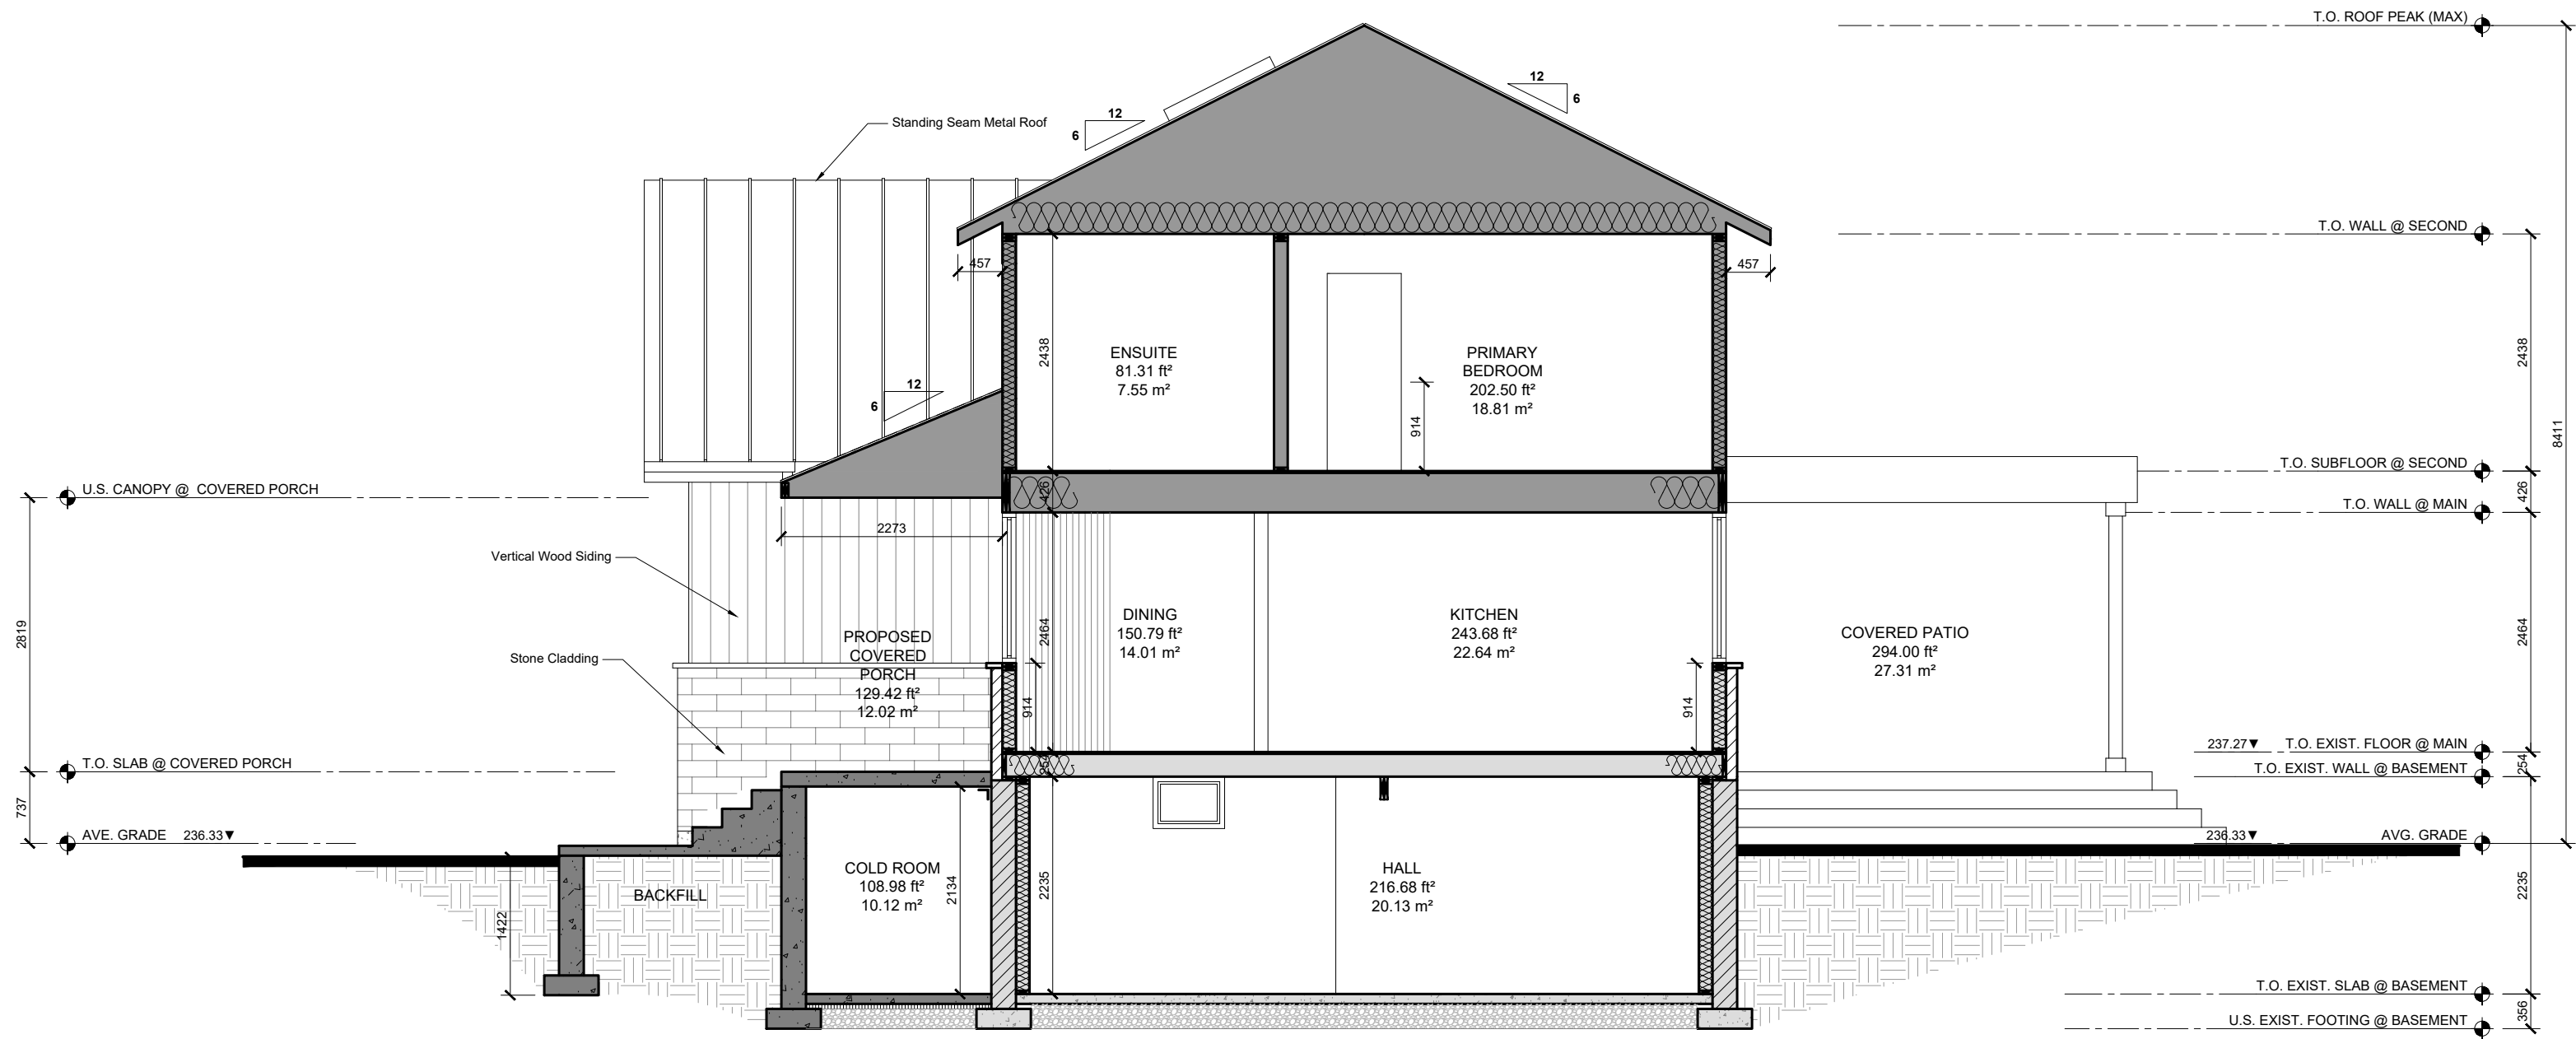 T.O. ROOF PEAK (MAX)
12
6
12
6
Standing Seam Metal Roof
T.O. WALL @ SECOND
457
457
2438
ENSUITE
81.31 ft²
7.55 m²
PRIMARY
BEDROOM
202.50 ft²
18.81 m²
914
2438
8411
12
6
T.O. SUBFLOOR @ SECOND
U.S. CANOPY @ COVERED PORCH
426
426
T.O. WALL @ MAIN
2273
Vertical Wood Siding
Stone Cladding
2819
PROPOSED
COVERED
PORCH
129.42 ft²
12.02 m²
2464
DINING
150.79 ft²
14.01 m²
KITCHEN
243.68 ft²
22.64 m²
COVERED PATIO
294.00 ft²
27.31 m²
2464
914
914
237.27▼
T.O. EXIST. FLOOR @ MAIN
T.O. SLAB @ COVERED PORCH
254
254
T.O. EXIST. WALL @ BASEMENT
737
AVE. GRADE 236.33▼
236.33▼
AVG. GRADE
BACKFILL
1422
COLD ROOM
108.98 ft²
10.12 m²
2134
2235
HALL
216.68 ft²
20.13 m²
2235
T.O. EXIST. SLAB @ BASEMENT
356
U.S. EXIST. FOOTING @ BASEMENT